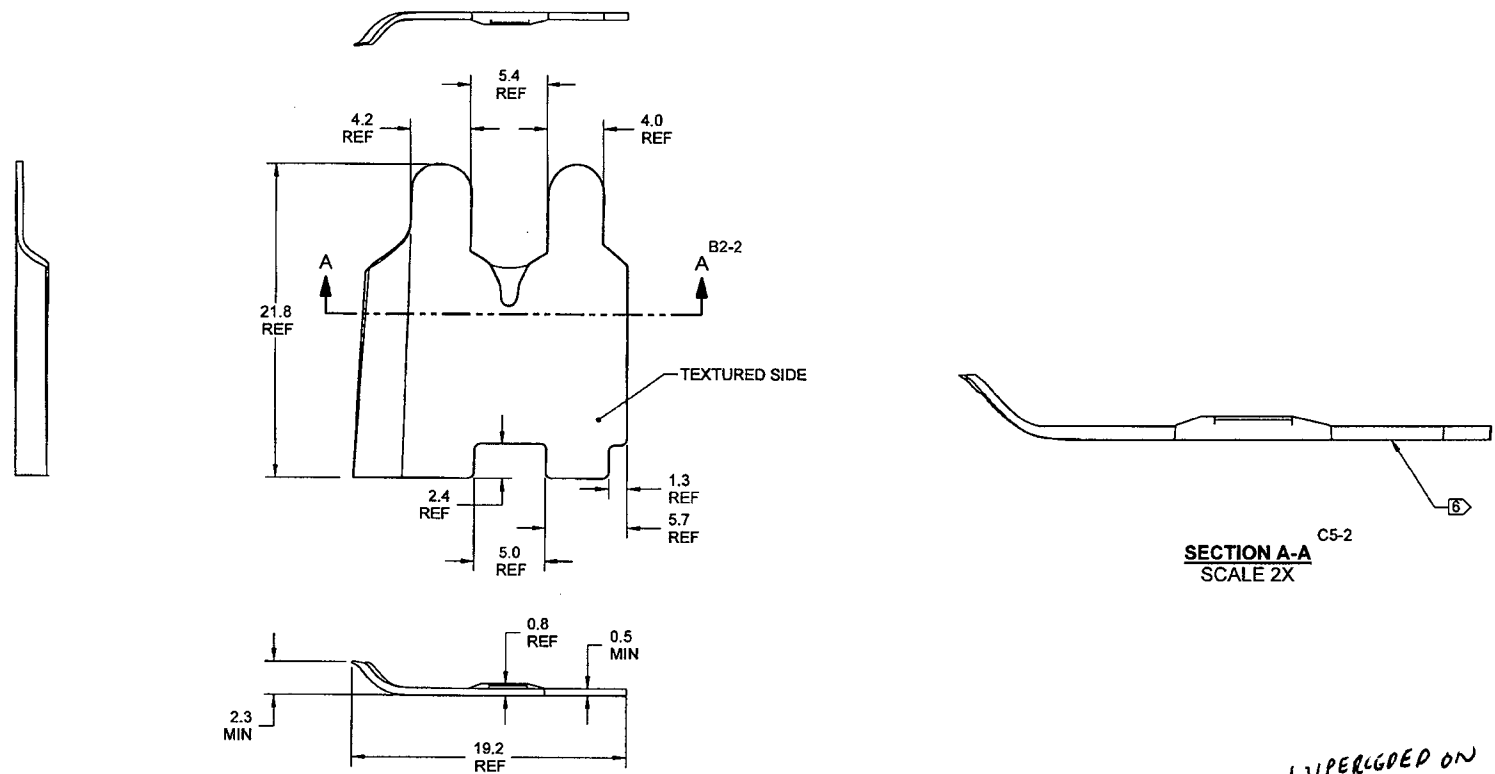 5.4
REF
4.2
REF
4.0
REF
B2-2
A
A
21.8
REF
TEXTURED SIDE
2.4
REF
1.3
REF
5.7
REF
5.0
REF
6
C5-2
SECTION A-A
SCALE 2X
0.8
REF
0.5
MIN
2.3
MIN
19.2
REF
ON